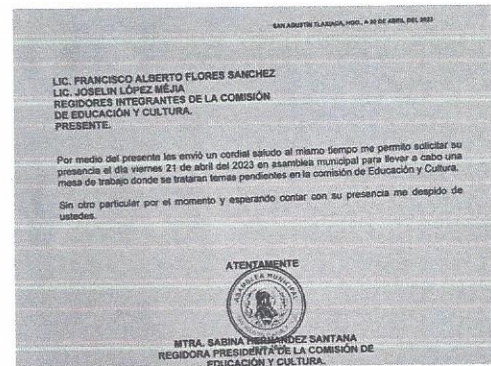 SAN AGUSTÍN TLAXIACA, HGO., A 20 DE ABRIL DEL 2023
LIC. FRANCISCO ALBERTO FLORES SANCHEZ
LIC. JOSELIN LÓPEZ MÉJIA
REGIDORES INTEGRANTES DE LA COMISIÓN
DE EDUCACIÓN Y CULTURA.
PRESENTE.
Por medio del presente les envió un cordial saludo al mismo tiempo me permito solicitar su
presencia el día viernes 21 de abril del 2023 en asamblea municipal para llevar a cabo una
mesa de trabajo donde se trataran temas pendientes en la comisión de Educación y Cultura.
Sin otro particular por el momento y esperando contar con su presencia me despido de
ustedes.
ATENTAMENTE
ASAMBLEA MUNICIPAL
MTRA. SABINA HERNÁNDEZ SANTANA
REGIDORA PRESIDENTA DE LA COMISIÓN DE
EDUCACIÓN Y CULTURA.